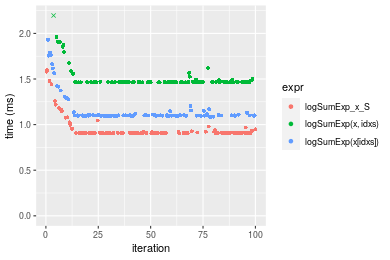 2.0
1.5
1.0
0.5
0.0
time (ms)
0
25
50
75
100
iteration
expr
logSumExp_x_S
logSumExp(x, idxs)
logSumExp(x[idxs])